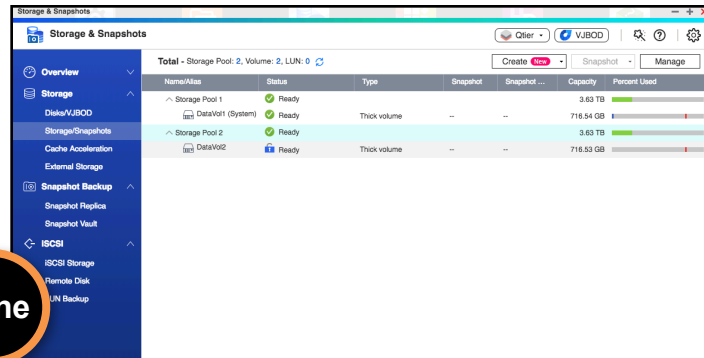 Storage & Snapshots
Storage & Snapshots
Qtier
VJBOD
Total - Storage Pool: 2, Volume: 2, LUN: 0
Create New
Snapshot
Manage
Name/Alias Status Type Snapshot Snapshot ... Capacity Percent Used
Storage Pool 1 Ready 3.63 TB
DataVol1 (System) Ready Thick volume -- -- 716.54 GB
Storage Pool 2 Ready 3.63 TB
DataVol2 Ready Thick volume -- -- 716.53 GB
Overview
Storage
Disks/VJBOD
Storage/Snapshots
Cache Acceleration
External Storage
Snapshot Backup
Snapshot Replica
Snapshot Vault
iSCSI
iSCSI Storage
Remote Disk
UN Backup
ne